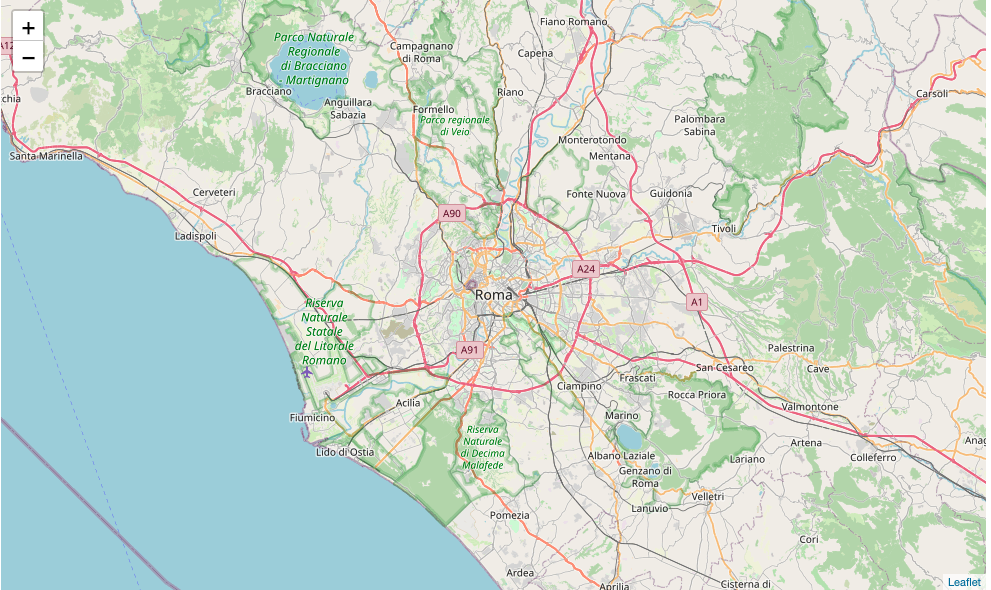 +
−
A12
Fiano Romano
Parco Naturale
Regionale
di Bracciano
Martignano
Campagnano
di Roma
Capena
Carsoli
chia
Bracciano
Riano
Anguillara
Sabazia
Formello
Parco regionale
di Veio
Palombara
Sabina
Monterotondo
Mentana
Santa Marinella
Cerveteri
Fonte Nuova
Guidonia
A90
Ladispoli
Tivoli
A24
Roma
A1
Riserva
Naturale
Statale
del Litorale
Romano
A91
Palestrina
Cave
San Cesareo
Frascati
Ciampino
Rocca Priora
Acilia
Valmontone
Fiumicino
Marino
Riserva
Naturale
di Decima
Malafede
Artena
Anag
Lido di Ostia
Albano Laziale
Lariano
Colleferro
Genzano di
Roma
Velletri
Lanuvio
Pomezia
Cori
Ardea
Aprilia
Cisterna di
Leaflet